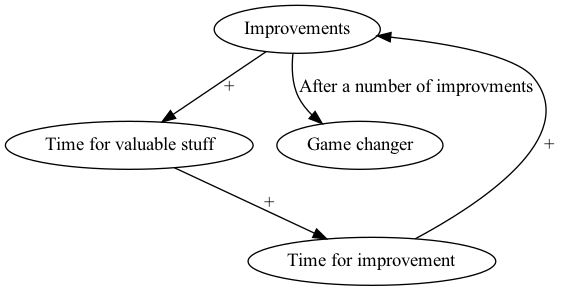 Improvements
+
After a number of improvments
Time for valuable stuff
Game changer
+
+
Time for improvement